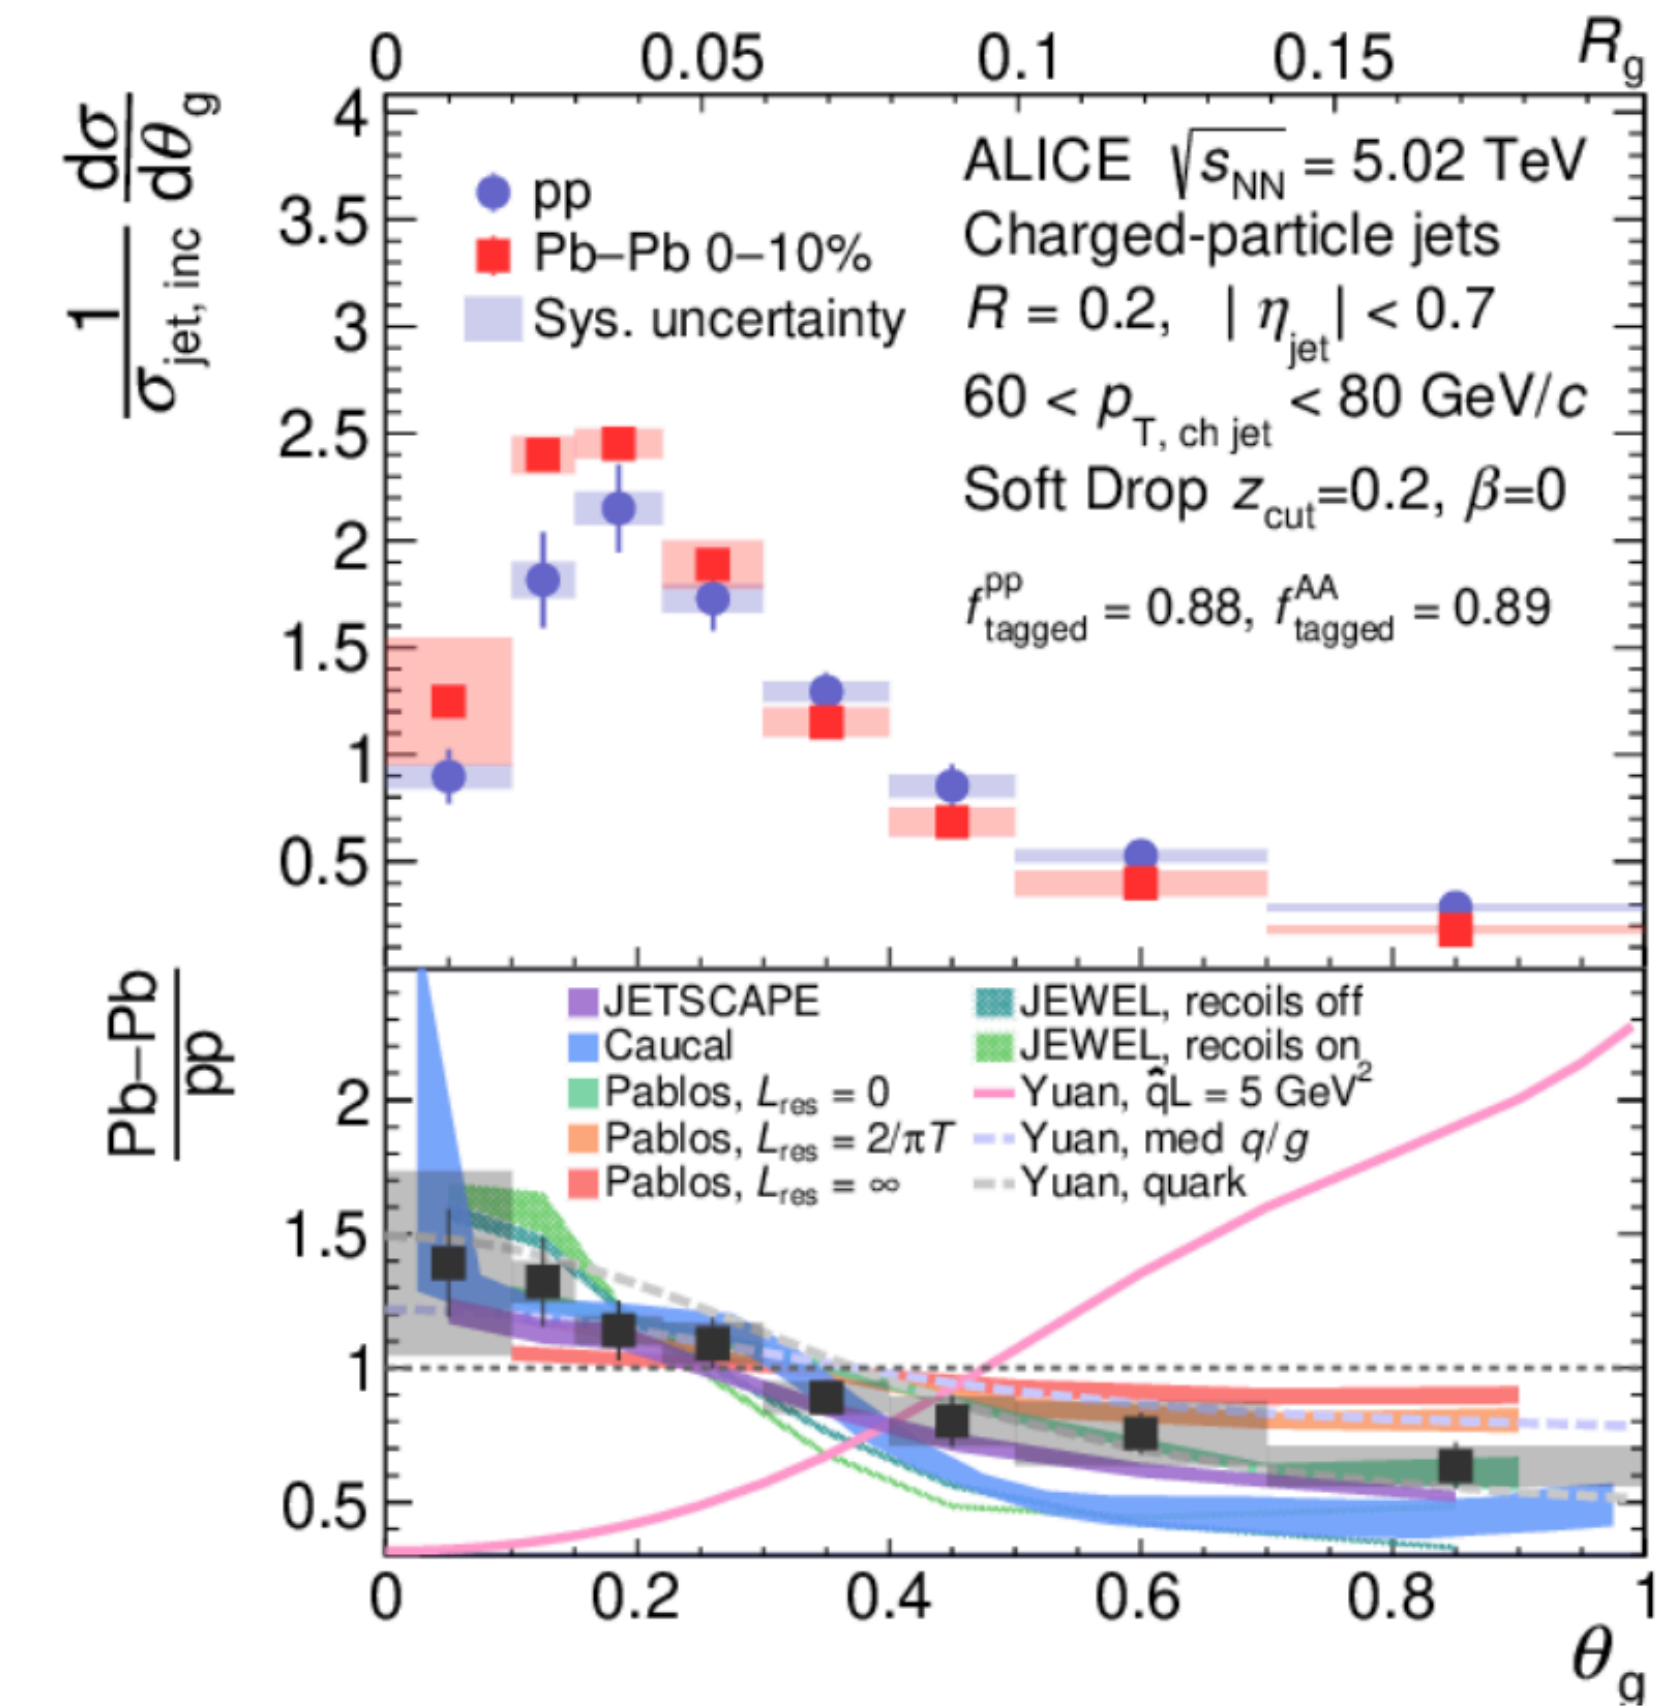 0 0.05 0.1 0.15 R_g
1/σ_jet, inc dσ/dθ_g
4
3.5
3
2.5
2
1.5
1
0.5
pp
Pb–Pb 0–10%
Sys. uncertainty
ALICE √s_NN = 5.02 TeV
Charged-particle jets
R = 0.2, | η_jet | < 0.7
60 < p_T, ch jet < 80 GeV/c
Soft Drop z_cut=0.2, β=0
f^pp_tagged = 0.88, f^AA_tagged = 0.89
Pb–Pb/pp
2
1.5
1
0.5
JETSCAPE
Caucal
Pablos, L_res = 0
Pablos, L_res = 2/πT
Pablos, L_res = ∞
JEWEL, recoils off
JEWEL, recoils on
Yuan, q̂L = 5 GeV²
Yuan, med q/g
Yuan, quark
0 0.2 0.4 0.6 0.8 1
θ_g